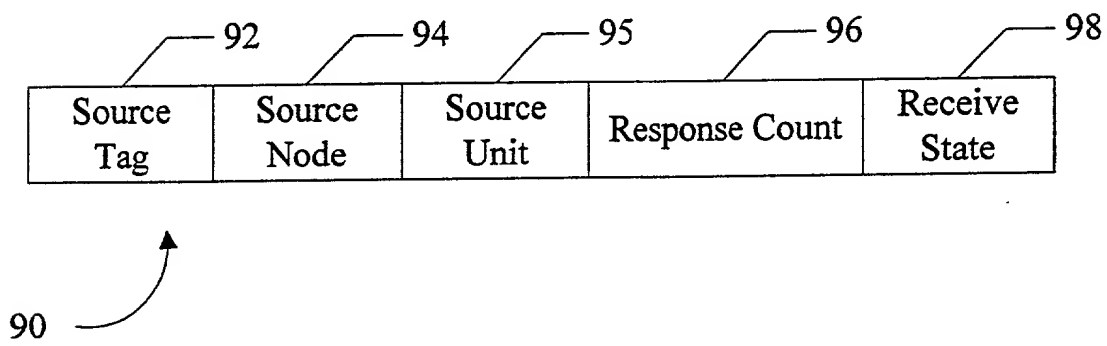 92 94 95 96 98
Source Tag
Source Node
Source Unit
Response Count
Receive State
90